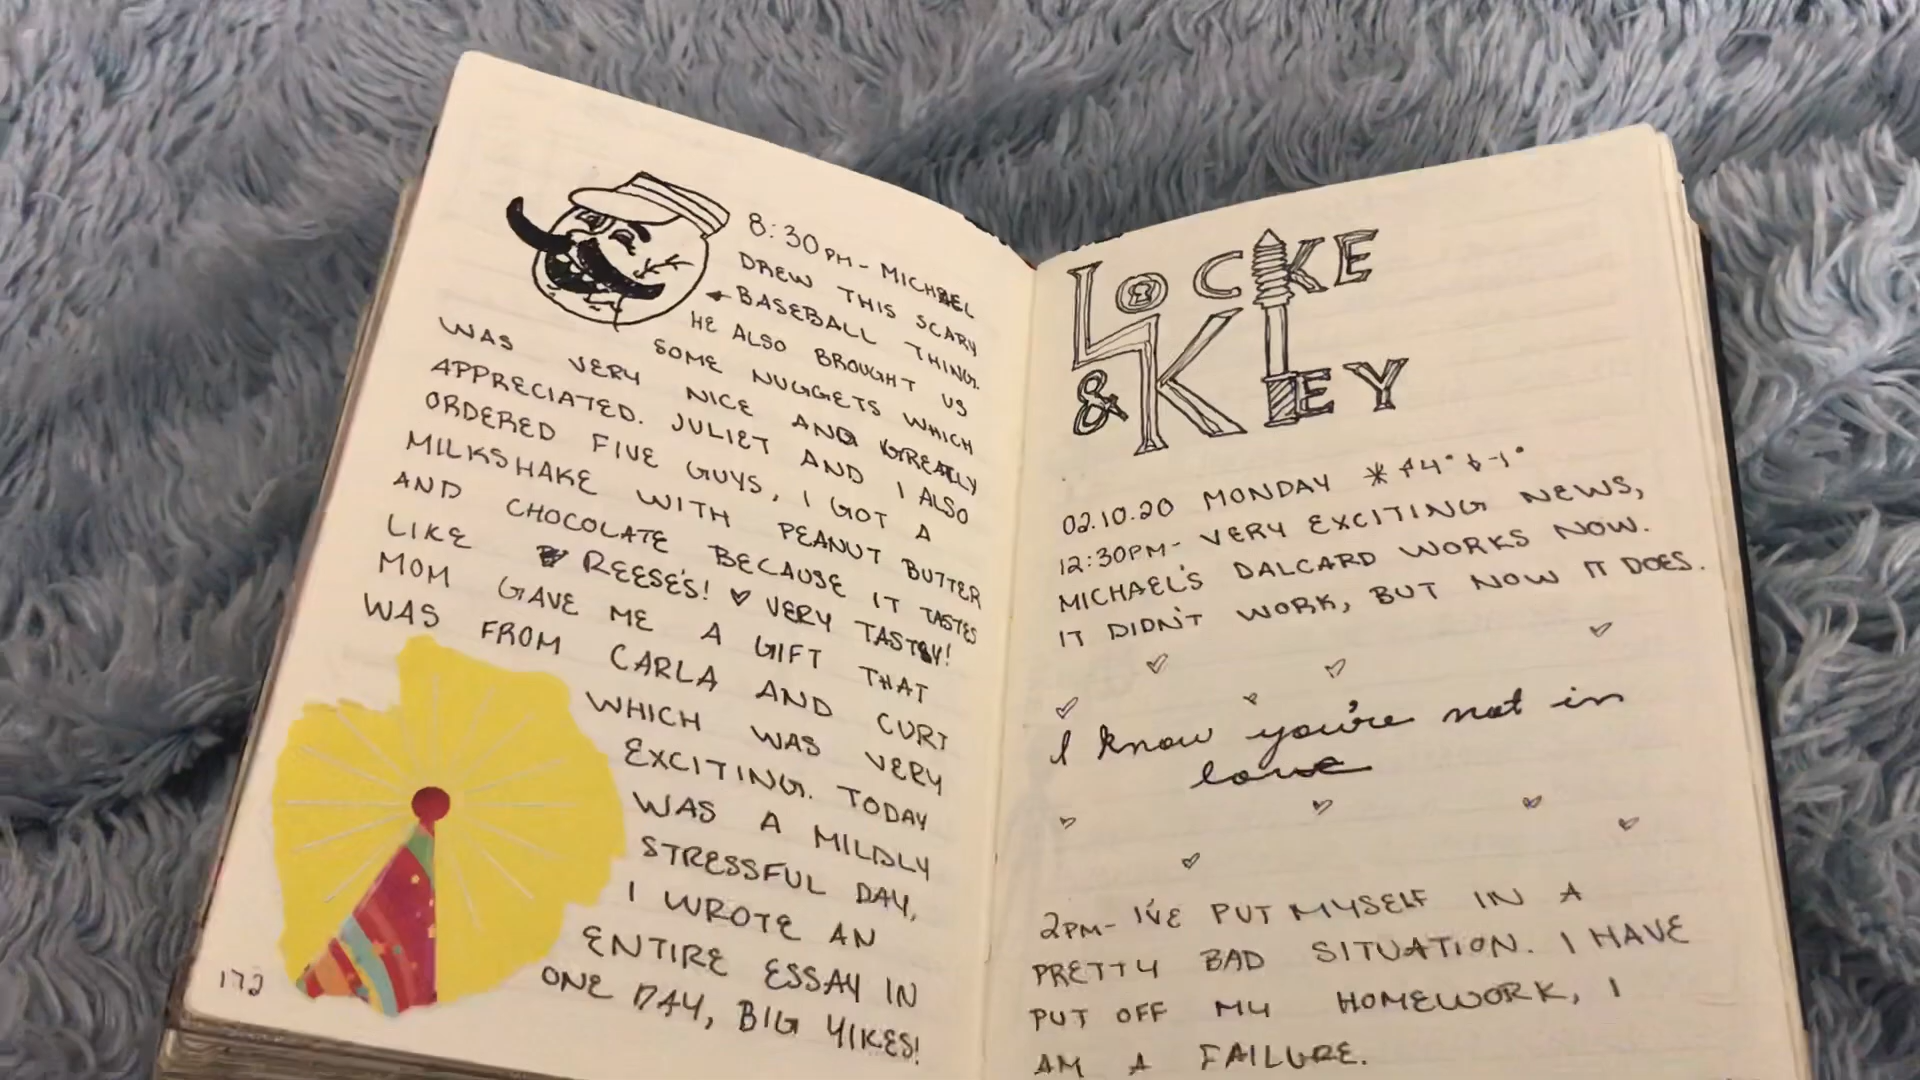 8:30PM - MICHAEL
DREW THIS SCARY
← BASEBALL THING.
HE ALSO BROUGHT US
SOME NUGGETS WHICH
WAS VERY NICE AND GREATLY
APPRECIATED. JULIET AND I ALSO
ORDERED FIVE GUYS, I GOT A
MILKSHAKE WITH PEANUT BUTTER
AND CHOCOLATE BECAUSE IT TASTES
LIKE REESE'S! ♥ VERY TASTY!
MOM GAVE ME A GIFT THAT
WAS FROM CARLA AND CURT
WHICH WAS VERY
EXCITING. TODAY
WAS A MILDLY
STRESSFUL DAY,
I WROTE AN
ENTIRE ESSAY IN
ONE DAY, BIG YIKES!
172
LOCKE
& KEY
02.10.20 MONDAY * ↑4° ↓-1°
12:30PM - VERY EXCITING NEWS,
MICHAEL'S DALCARD WORKS NOW.
IT DIDN'T WORK, BUT NOW IT DOES.
I know you're not in
love
2PM - I'VE PUT MYSELF IN A
PRETTY BAD SITUATION. I HAVE
PUT OFF MY HOMEWORK, I
AM A FAILURE.